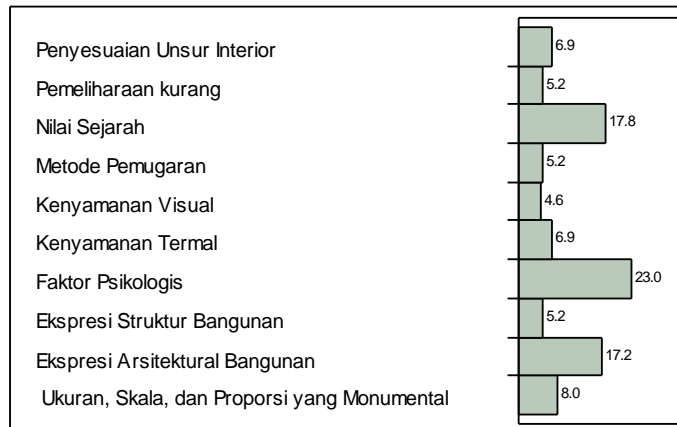 Penyesuaian Unsur Interior 6.9
Pemeliharaan kurang 5.2
Nilai Sejarah 17.8
Metode Pemugaran 5.2
Kenyamanan Visual 4.6
Kenyamanan Termal 6.9
Faktor Psikologis 23.0
Ekspresi Struktur Bangunan 5.2
Ekspresi Arsitektural Bangunan 17.2
Ukuran, Skala, dan Proporsi yang Monumental 8.0